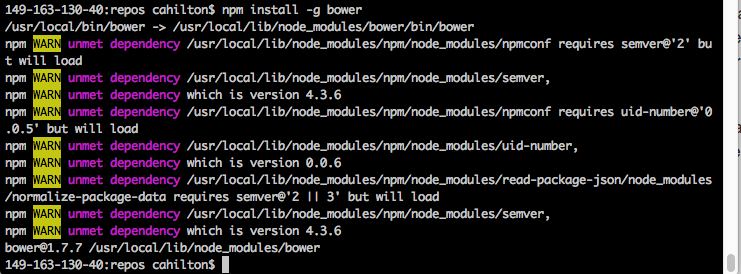 149-163-130-40:repos cahilton$ npm install -g bower
/usr/local/bin/bower -> /usr/local/lib/node_modules/bower/bin/bower
npm WARN unmet dependency /usr/local/lib/node_modules/npm/node_modules/npmconf requires semver@'2' bu
t will load
npm WARN unmet dependency /usr/local/lib/node_modules/npm/node_modules/semver,
npm WARN unmet dependency which is version 4.3.6
npm WARN unmet dependency /usr/local/lib/node_modules/npm/node_modules/npmconf requires uid-number@'0
.0.5' but will load
npm WARN unmet dependency /usr/local/lib/node_modules/npm/node_modules/uid-number,
npm WARN unmet dependency which is version 0.0.6
npm WARN unmet dependency /usr/local/lib/node_modules/npm/node_modules/read-package-json/node_modules
/normalize-package-data requires semver@'2 || 3' but will load
npm WARN unmet dependency /usr/local/lib/node_modules/npm/node_modules/semver,
npm WARN unmet dependency which is version 4.3.6
bower@1.7.7 /usr/local/lib/node_modules/bower
149-163-130-40:repos cahilton$